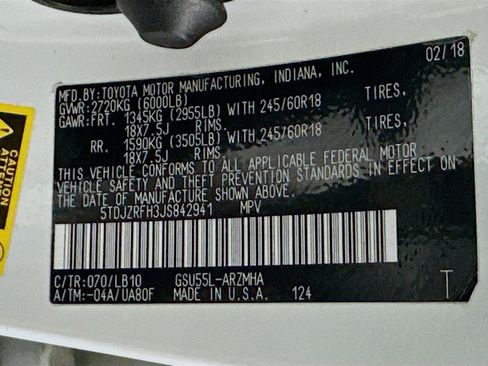 MFD.BY:TOYOTA MOTOR MANUFACTURING, INDIANA, INC. 02/18
GVWR:2720KG (6000LB)
GAWR:FRT. 1345KG (2955LB) WITH 245/60R18 TIRES.
18X7.5J RIMS.
RR. 1590KG (3505LB) WITH 245/60R18 TIRES.
18X7.5J RIMS.
THIS VEHICLE CONFORMS TO ALL APPLICABLE FEDERAL MOTOR
VEHICLE SAFETY AND THEFT PREVENTION STANDARDS IN EFFECT ON
THE DATE OF MANUFACTURE SHOWN ABOVE.
5TDJZRFH3JS842941 MPV
C/TR:070/LB10 GSU55L-ARZMHA
A/TM:-04A/UA80F MADE IN U.S.A. 124 T
CAUTION